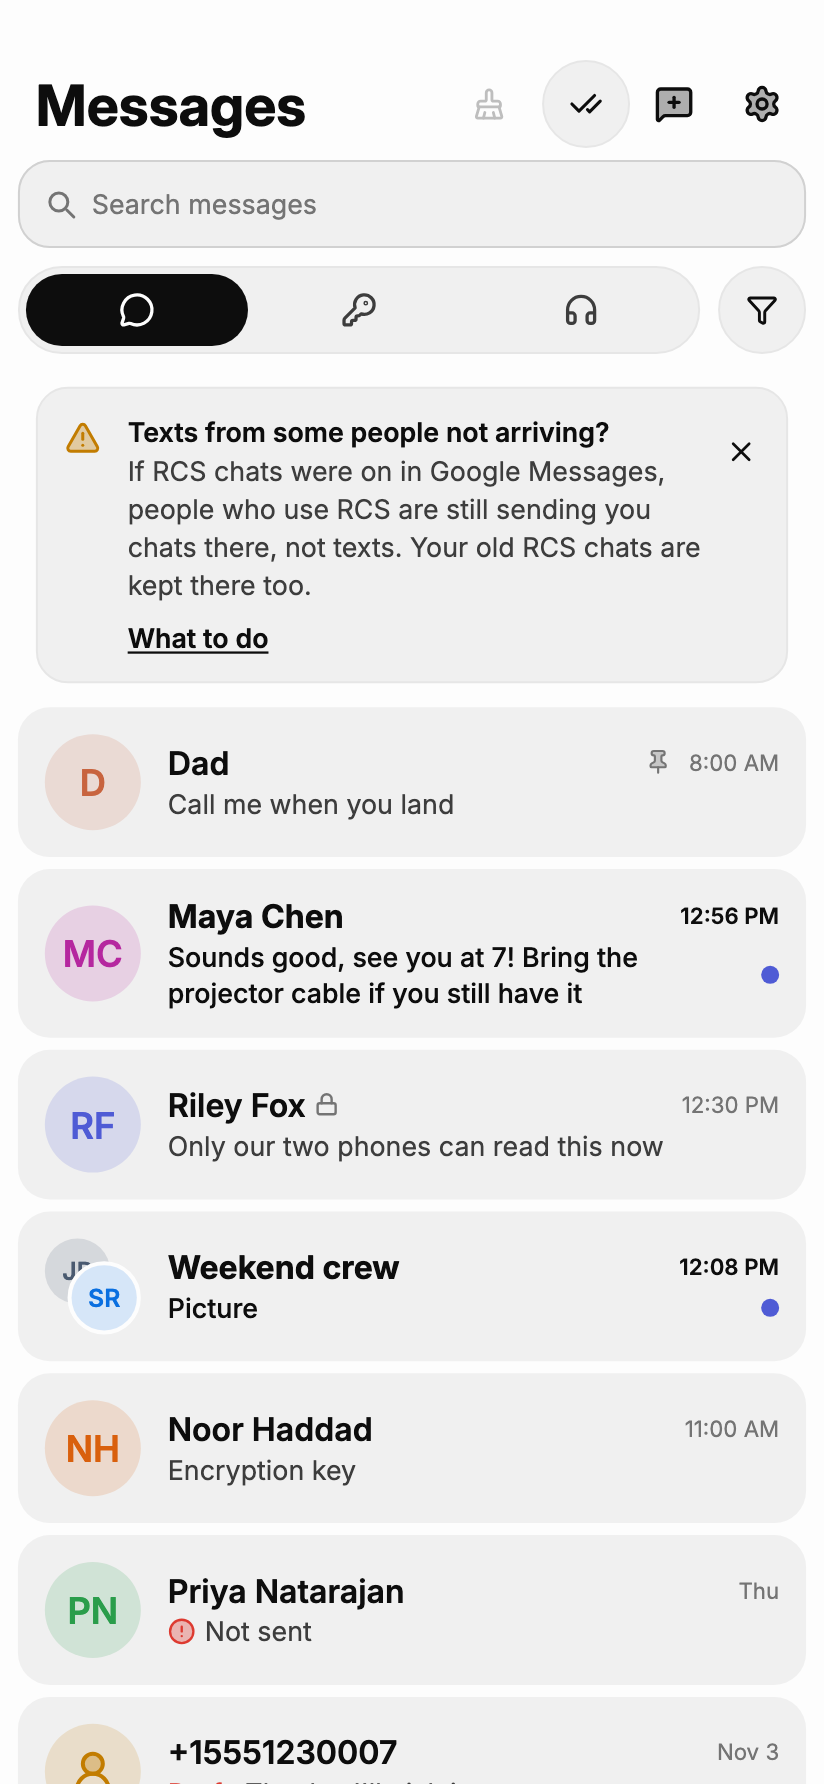 Messages
Search messages
Texts from some people not arriving?
If RCS chats were on in Google Messages,
people who use RCS are still sending you
chats there, not texts. Your old RCS chats are
kept there too.
What to do
D
Dad
8:00 AM
Call me when you land
MC
Maya Chen
12:56 PM
Sounds good, see you at 7! Bring the
projector cable if you still have it
RF
Riley Fox
12:30 PM
Only our two phones can read this now
SR
Weekend crew
12:08 PM
Picture
NH
Noor Haddad
11:00 AM
Encryption key
PN
Priya Natarajan
Thu
Not sent
+15551230007
Nov 3